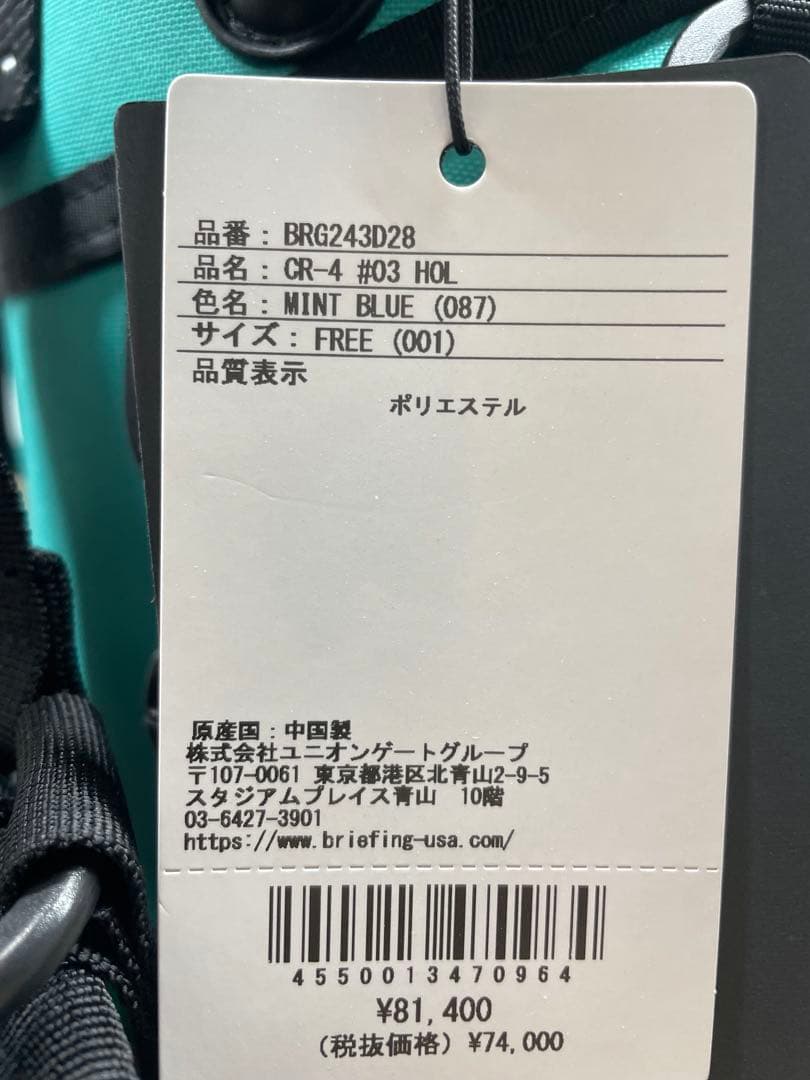 品番：BRG243D28
品名：CR-4 #03 HOL
色名：MINT BLUE (087)
サイズ：FREE (001)
品質表示
ポリエステル
原産国：中国製
株式会社ユニオンゲートグループ
〒107-0061 東京都港区北青山2-9-5
スタジアムプレイス青山　10階
03-6427-3901
https://www.briefing-usa.com/
4550013470964
¥81,400
(税抜価格) ¥74,000